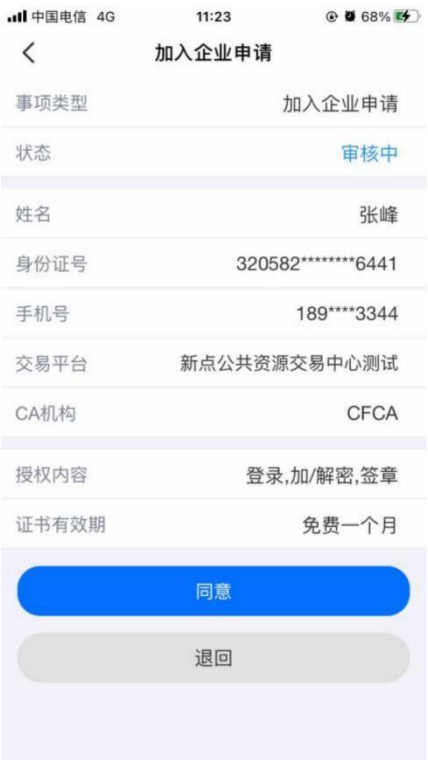 中国电信 4G 11:23 68%
加入企业申请
事项类型 加入企业申请
状态 审核中
姓名 张峰
身份证号 320582********6441
手机号 189****3344
交易平台 新点公共资源交易中心测试
CA机构 CFCA
授权内容 登录,加/解密,签章
证书有效期 免费一个月
同意
退回